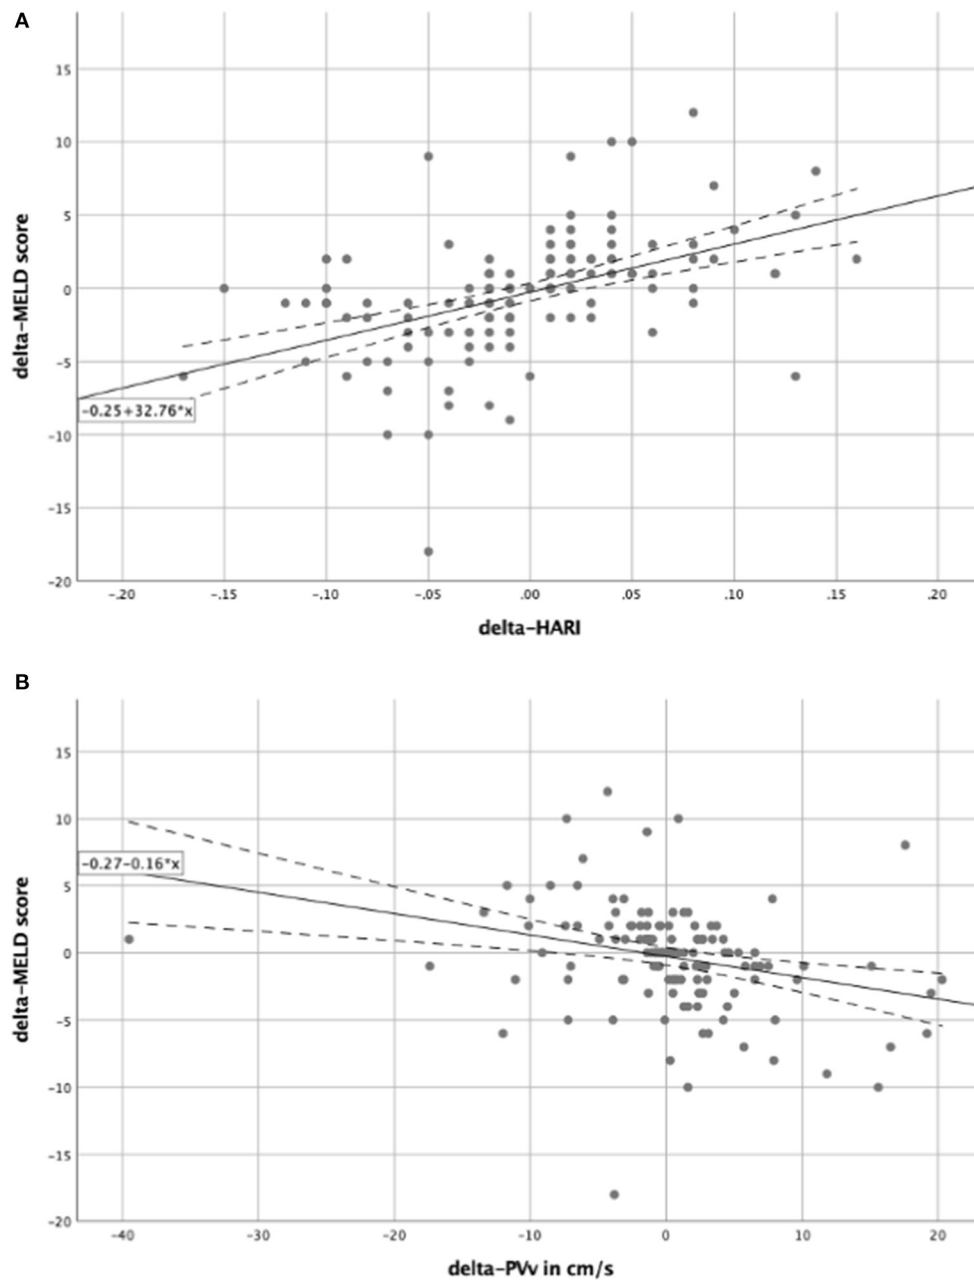 A
15
10
5
0
-5
-10
-15
-20
delta-MELD score
-0.25+32.76*x
-.20 -.15 -.10 -.05 .00 .05 .10 .15 .20
delta-HARI
B
15
10
5
0
-5
-10
-15
-20
delta-MELD score
-0.27-0.16*x
-40 -30 -20 -10 0 10 20
delta-PVv in cm/s